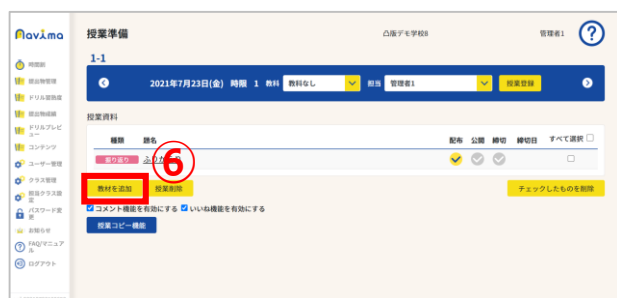 navima
授業準備
凸版デモ学校8
管理者1
?
1-1
2021年7月23日(金) 時限 1 教科 教科なし 担当 管理者1 授業登録
授業資料
種類 題名 配布 公開 締切 締切日 すべて選択
振り返り
⑥
教材を追加 授業削除 チェックしたものを削除
コメント機能を有効にする いいね機能を有効にする
授業コピー機能
時間割
提出物管理
ドリル習熟度
提出物成績
ドリルプレビ
ュー
コンテンツ
ユーザー管理
クラス管理
担当クラス設
定
パスワード変
更
お知らせ
FAQ/マニュア
ル
ログアウト